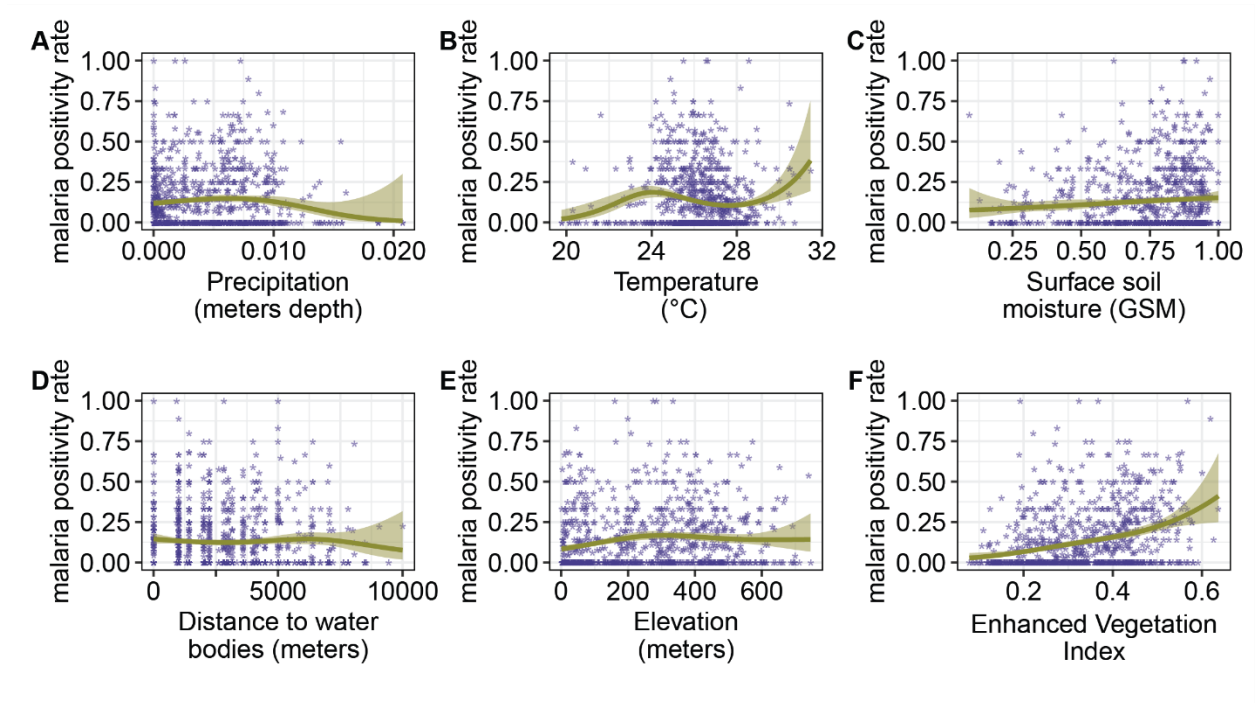 A
malaria positivity rate
1.00
0.75
0.50
0.25
0.00
0.000 0.010 0.020
Precipitation
(meters depth)
B
malaria positivity rate
1.00
0.75
0.50
0.25
0.00
20 24 28 32
Temperature
(°C)
C
malaria positivity rate
1.00
0.75
0.50
0.25
0.00
0.25 0.50 0.75 1.00
Surface soil
moisture (GSM)
D
malaria positivity rate
1.00
0.75
0.50
0.25
0.00
0 5000 10000
Distance to water
bodies (meters)
E
malaria positivity rate
1.00
0.75
0.50
0.25
0.00
0 200 400 600
Elevation
(meters)
F
malaria positivity rate
1.00
0.75
0.50
0.25
0.00
0.2 0.4 0.6
Enhanced Vegetation
Index